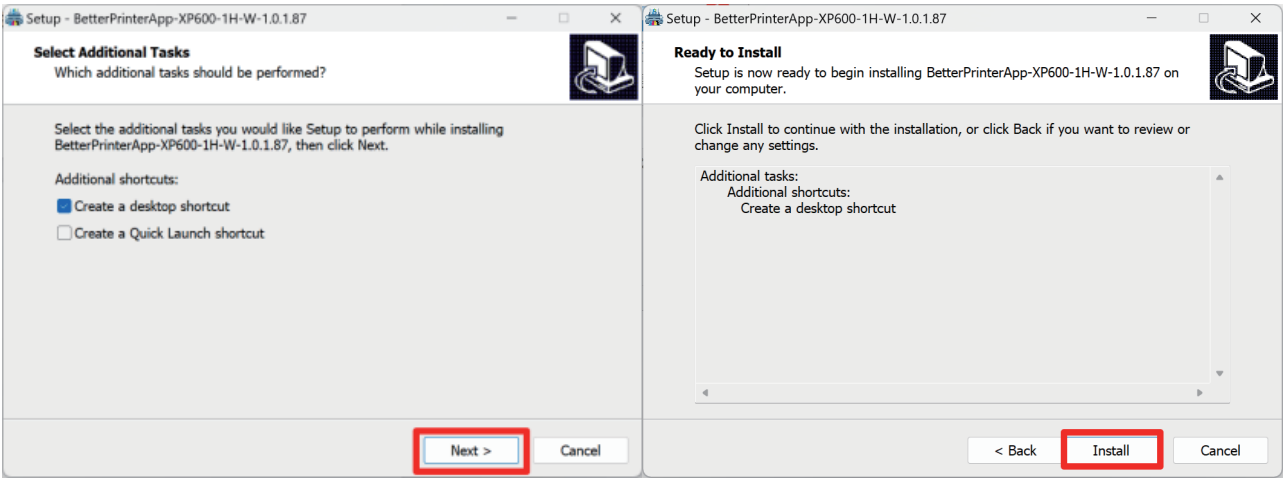 Setup - BetterPrinterApp-XP600-1H-W-1.0.1.87
Select Additional Tasks
Which additional tasks should be performed?
Select the additional tasks you would like Setup to perform while installing
BetterPrinterApp-XP600-1H-W-1.0.1.87, then click Next.
Additional shortcuts:
Create a desktop shortcut
Create a Quick Launch shortcut
Next >
Cancel
Setup - BetterPrinterApp-XP600-1H-W-1.0.1.87
Ready to Install
Setup is now ready to begin installing BetterPrinterApp-XP600-1H-W-1.0.1.87 on
your computer.
Click Install to continue with the installation, or click Back if you want to review or
change any settings.
Additional tasks:
Additional shortcuts:
Create a desktop shortcut
< Back
Install
Cancel